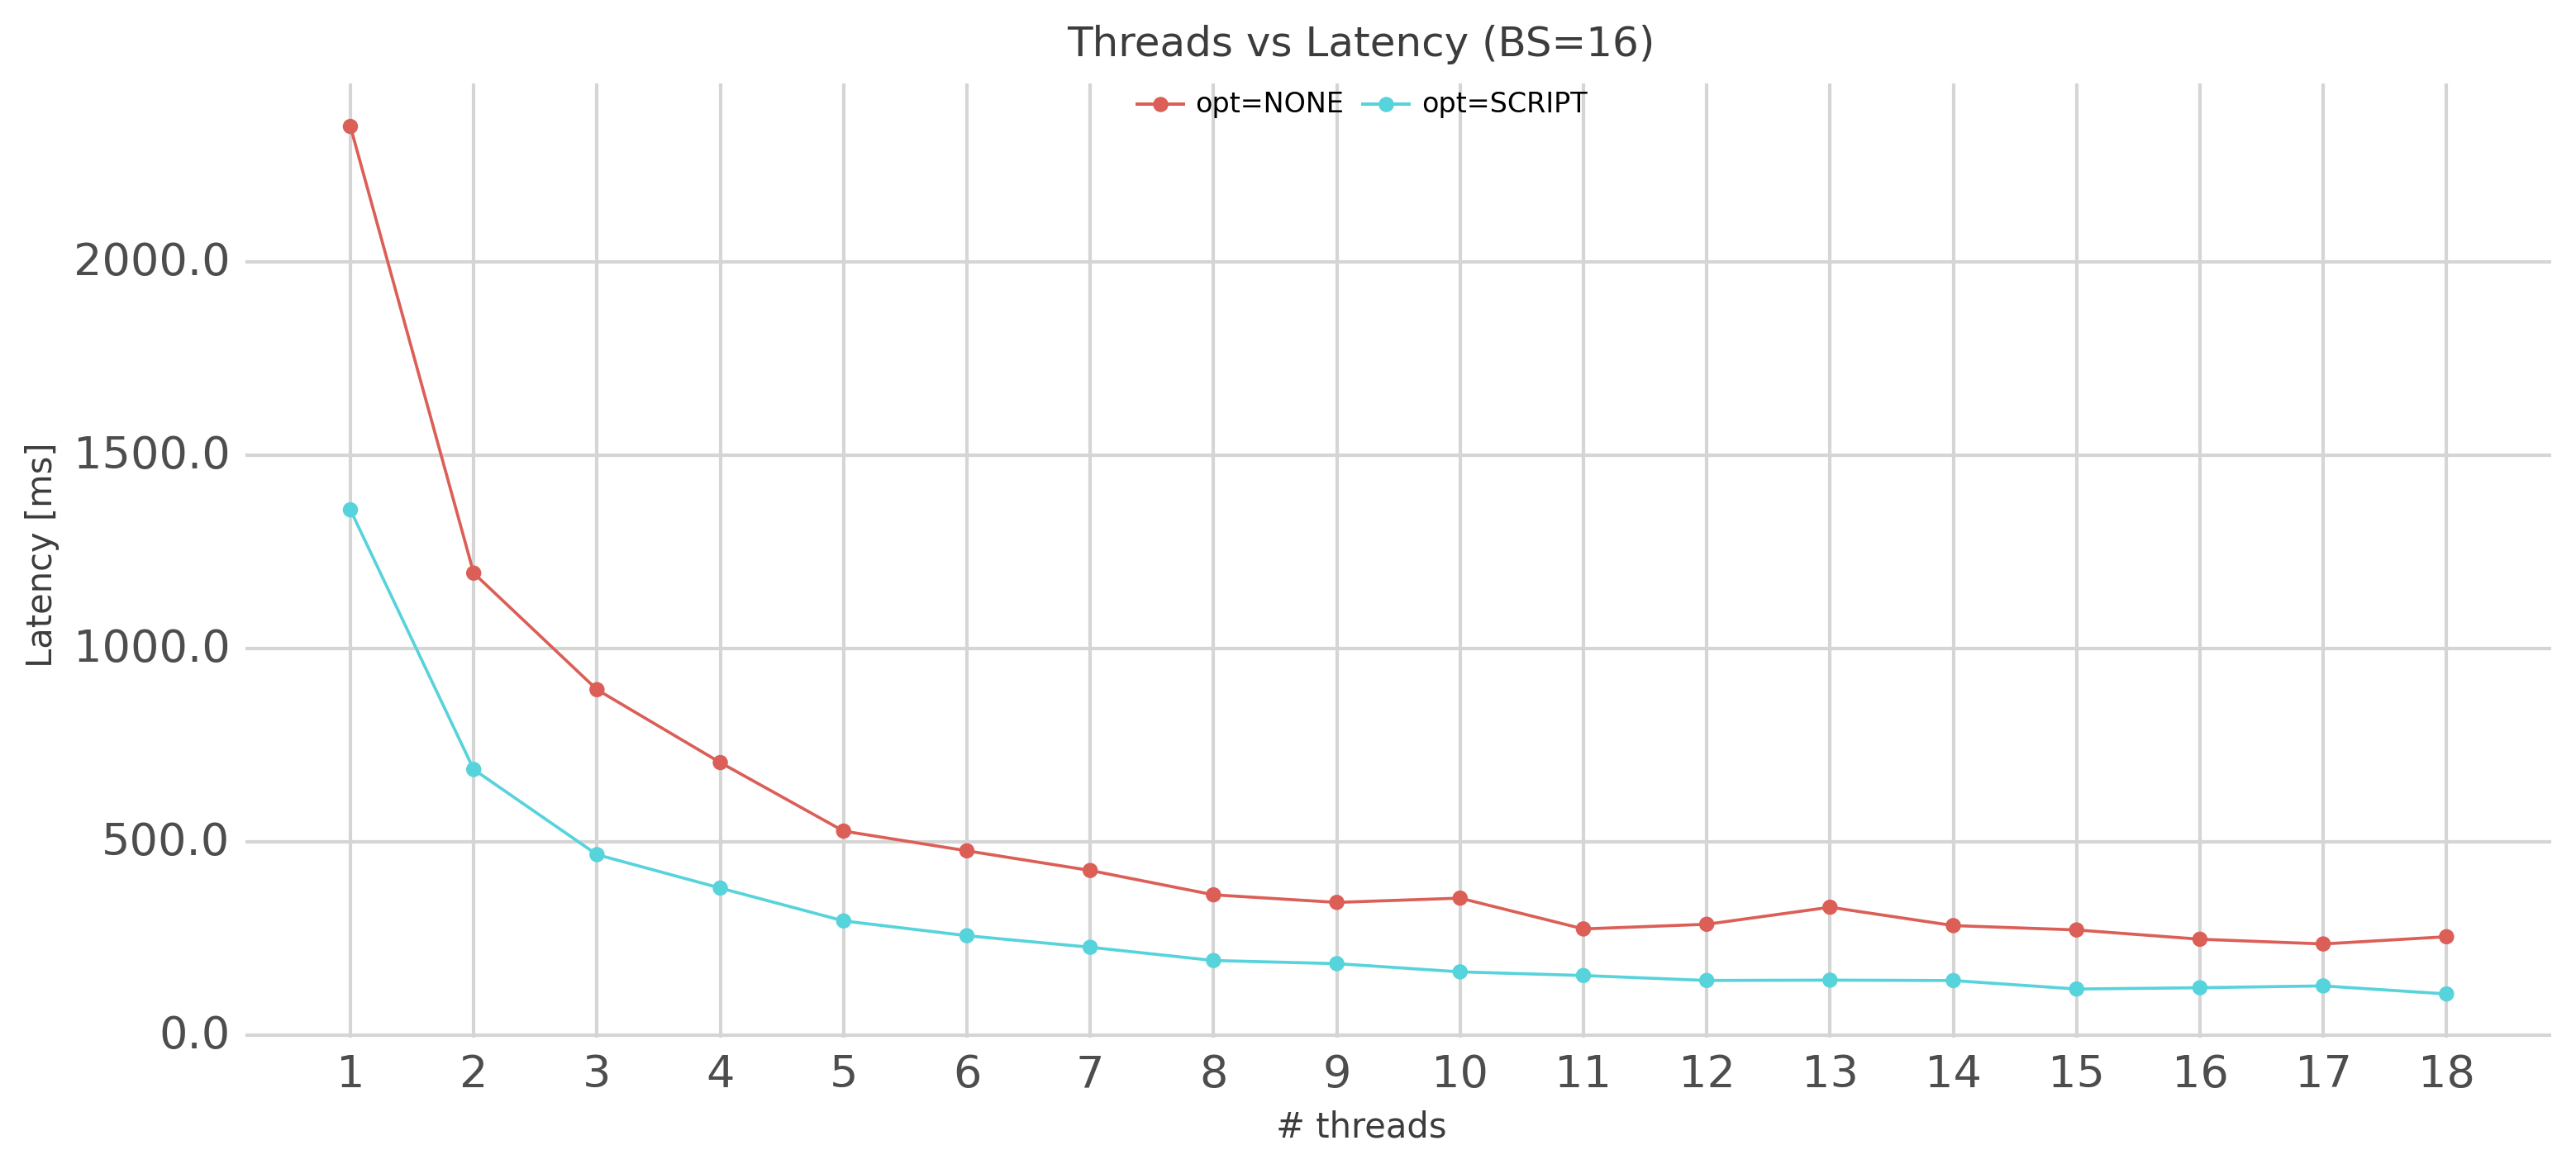 Threads vs Latency (BS=16)
opt=NONE opt=SCRIPT
Latency [ms]
2000.0
1500.0
1000.0
500.0
0.0
1 2 3 4 5 6 7 8 9 10 11 12 13 14 15 16 17 18
# threads